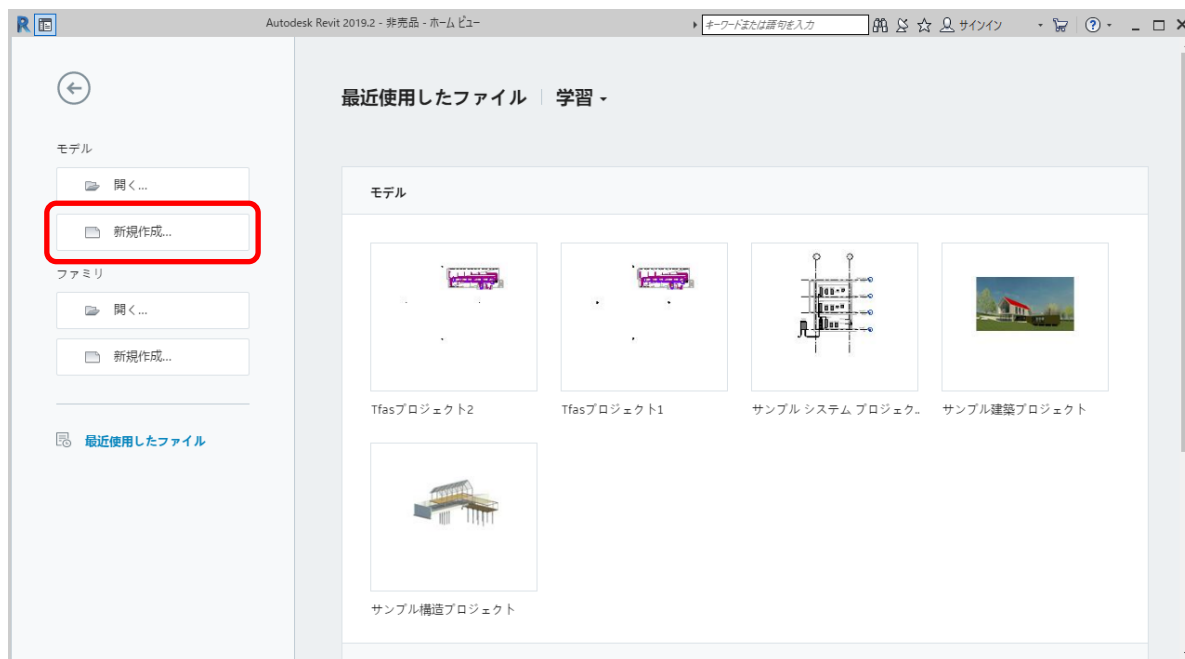 Autodesk Revit 2019.2 - 非売品 - ホーム ビュー
キーワードまたは語句を入力
サインイン
最近使用したファイル
学習
モデル
開く...
新規作成...
ファミリ
開く...
新規作成...
最近使用したファイル
モデル
Tfasプロジェクト2
Tfasプロジェクト1
サンプル システム プロジェク..
サンプル建築プロジェクト
サンプル構造プロジェクト